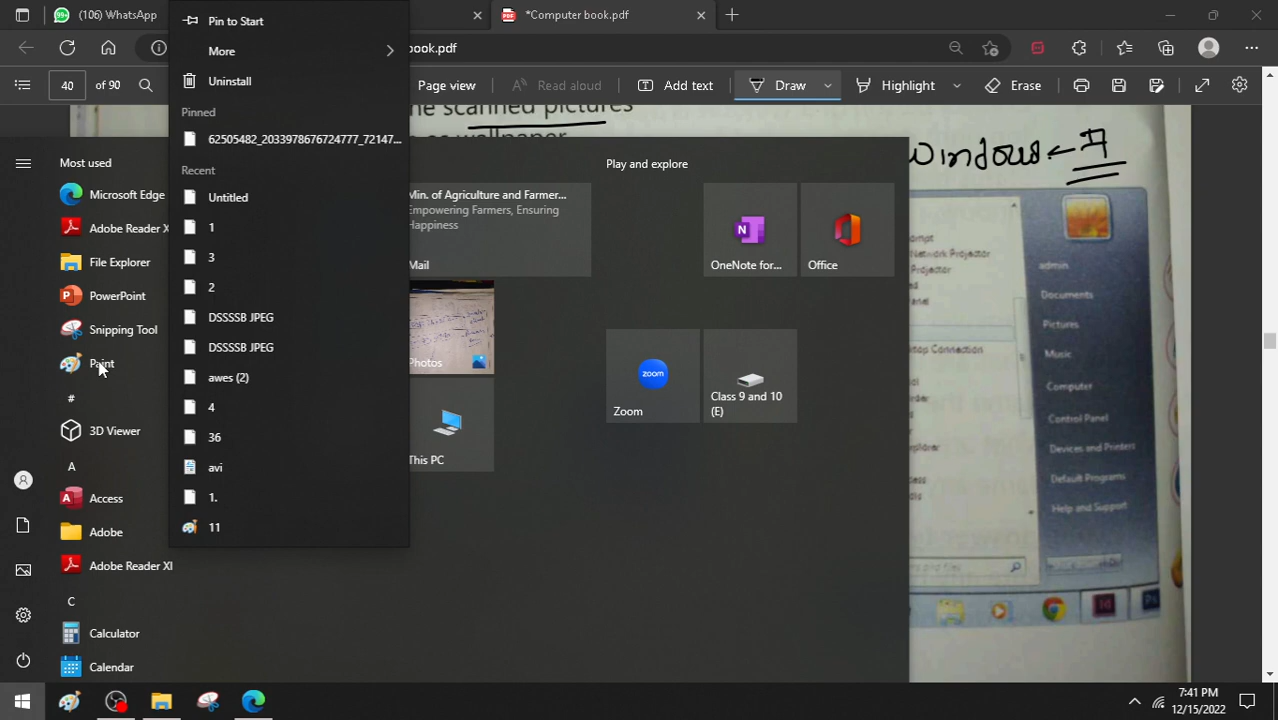 (106) WhatsApp
*Computer book.pdf
book.pdf
40 of 90
Page view
Read aloud
Add text
Draw
Highlight
Erase
he scanned pictures
as wallpaper
Windows ← 7
Pin to Start
More
Uninstall
Pinned
62505482_2033978676724777_72147...
Recent
Untitled
1
3
2
DSSSSB JPEG
DSSSSB JPEG
awes (2)
4
36
avi
1.
11
Most used
Microsoft Edge
Adobe Reader X
File Explorer
PowerPoint
Snipping Tool
Paint
#
3D Viewer
A
Access
Adobe
Adobe Reader XI
C
Calculator
Calendar
Min. of Agriculture and Farmer...
Empowering Farmers, Ensuring
Happiness
Mail
Photos
This PC
Play and explore
OneNote for...
Office
Zoom
zoom
Class 9 and 10
(E)
Network Projector
Projector
admin
Documents
Pictures
Music
Computer
Control Panel
Devices and Printers
Default Programs
Help and Support
7:41 PM
12/15/2022